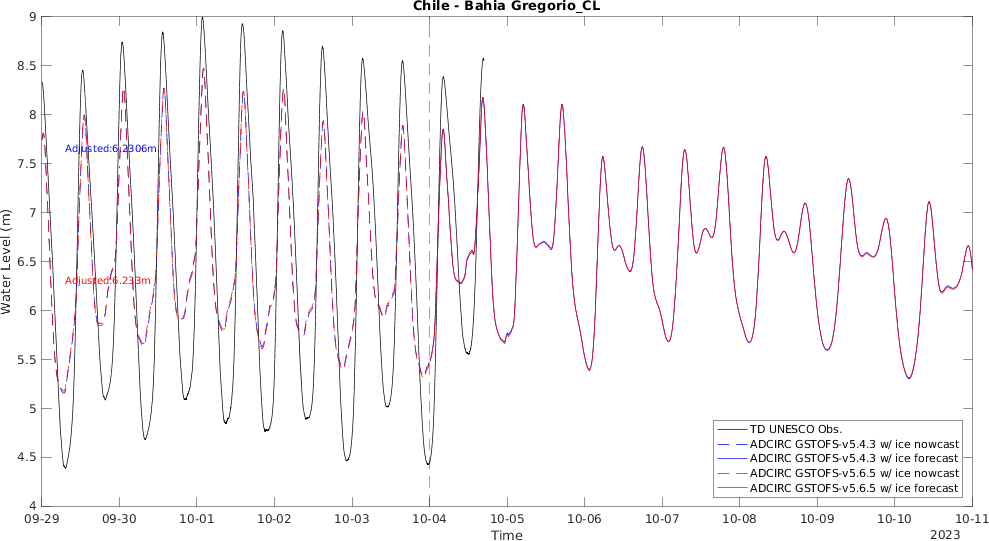 Chile - Bahia Gregorio_CL
9
8.5
8
7.5
7
6.5
6
5.5
5
4.5
4
Water Level (m)
Adjusted:6.2306m
Adjusted:6.233m
TD UNESCO Obs.
ADCIRC GSTOFS-v5.4.3 w/ ice nowcast
ADCIRC GSTOFS-v5.4.3 w/ ice forecast
ADCIRC GSTOFS-v5.6.5 w/ ice nowcast
ADCIRC GSTOFS-v5.6.5 w/ ice forecast
09-29 09-30 10-01 10-02 10-03 10-04 10-05 10-06 10-07 10-08 10-09 10-10 10-11
Time
2023